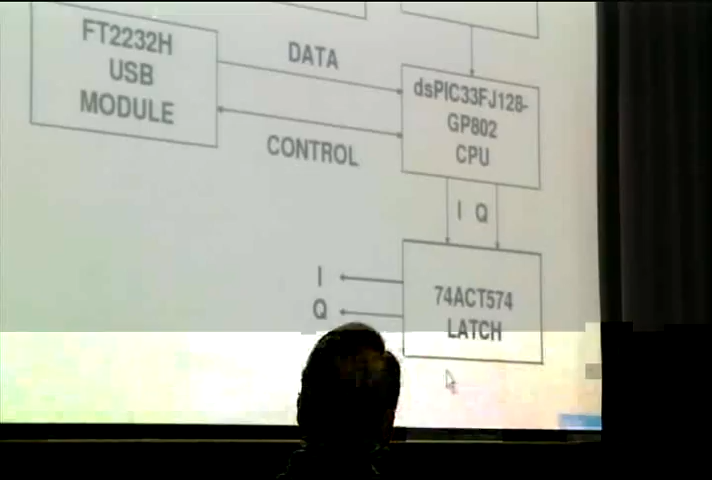 FT2232H
USB
MODULE
DATA
CONTROL
dsPIC33FJ128-
GP802
CPU
I Q
I
Q
74ACT574
LATCH